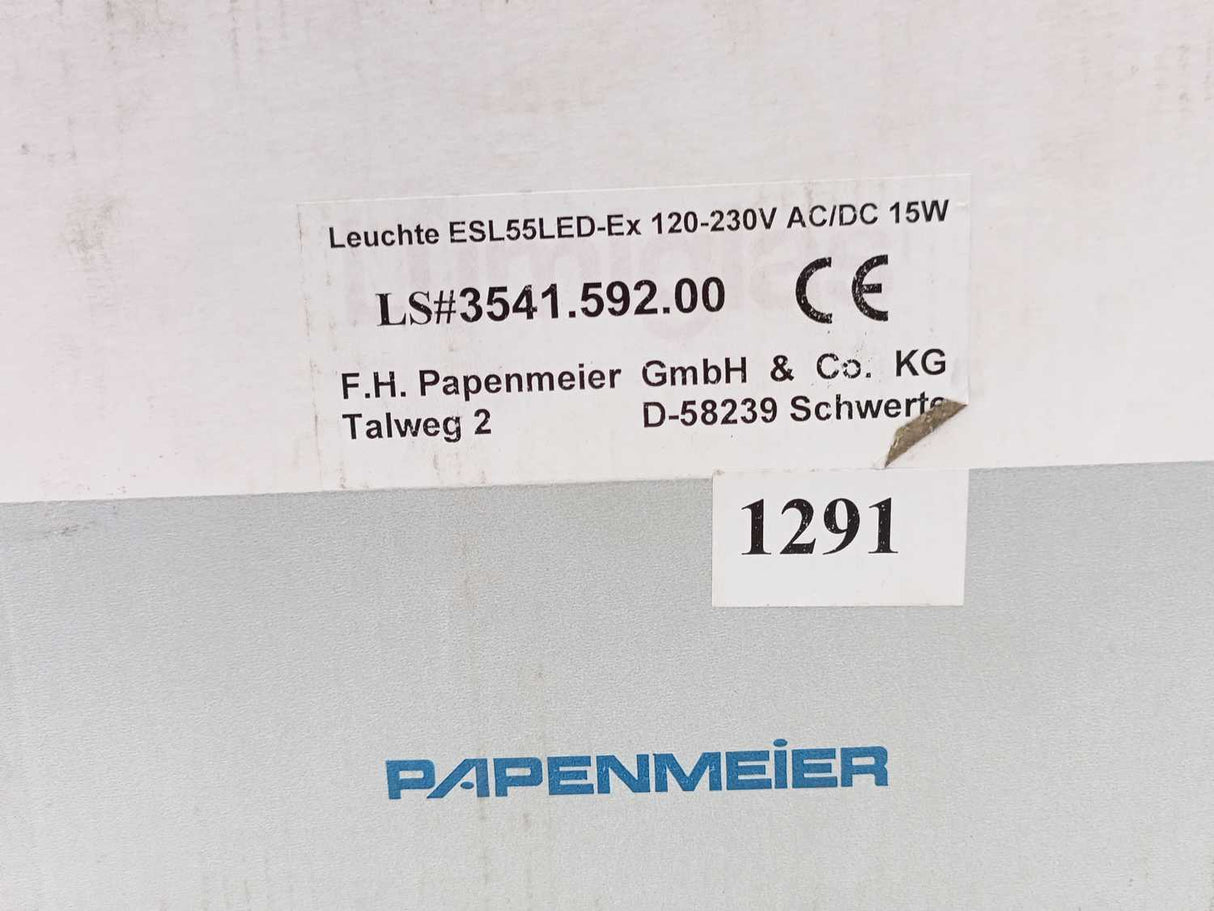 Leuchte ESL55LED-Ex 120-230V AC/DC 15W
LS#3541.592.00 CE
F.H. Papenmeier GmbH & Co. KG
Talweg 2 D-58239 Schwerte
1291
PAPENMEiER